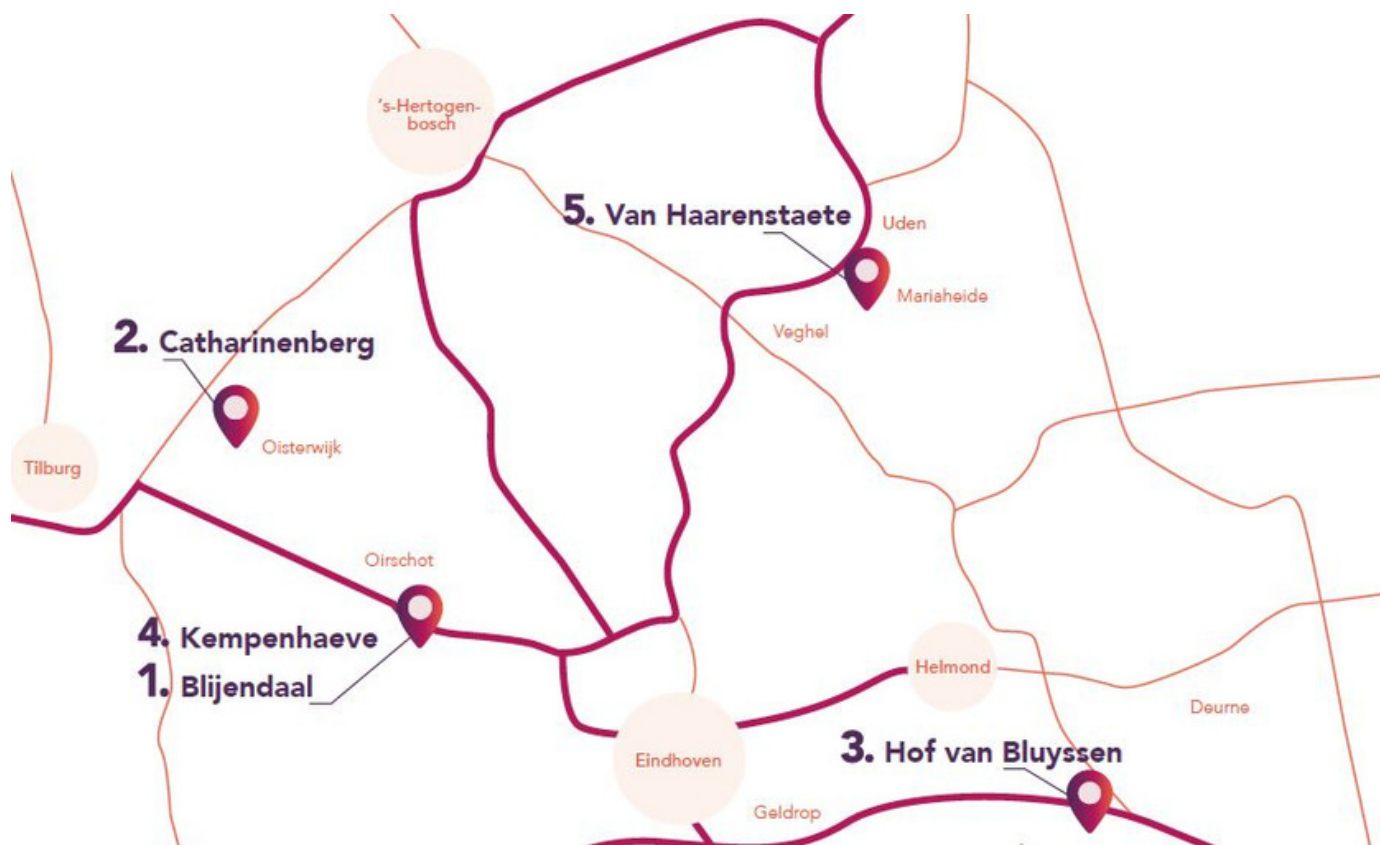 's-Hertogen-
bosch
5. Van Haarenstaete
Uden
Mariaheide
Veghel
2. Catharinenberg
Oisterwijk
Tilburg
Oirschot
4. Kempenhaeve
1. Blijendaal
Helmond
Deurne
3. Hof van Bluyssen
Eindhoven
Geldrop